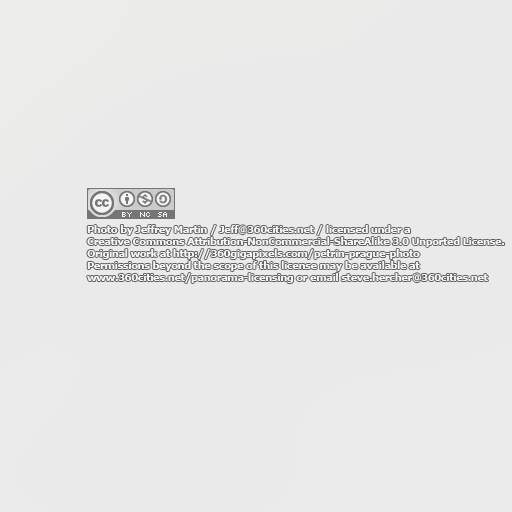 cc BY NC SA
Photo by Jeffrey Martin / Jeff@360cities.net / licensed under a
Creative Commons Attribution-NonCommercial-ShareAlike 3.0 Unported License.
Original work at http://360gigapixels.com/petrin-prague-photo
Permissions beyond the scope of this license may be available at
www.360cities.net/panorama-licensing or email steve.hercher@360cities.net